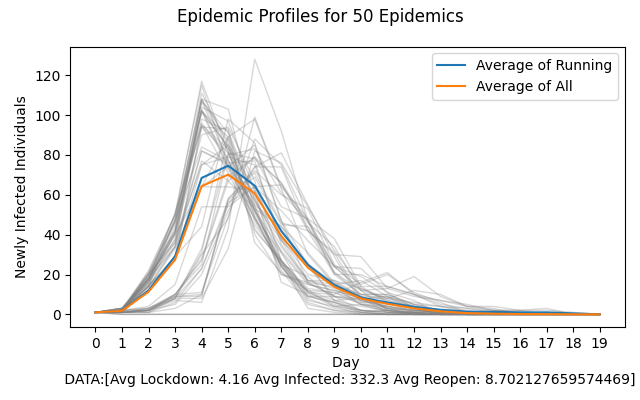 Epidemic Profiles for 50 Epidemics
Average of Running
Average of All
Newly Infected Individuals
120
100
80
60
40
20
0
0 1 2 3 4 5 6 7 8 9 10 11 12 13 14 15 16 17 18 19
Day
DATA:[Avg Lockdown: 4.16 Avg Infected: 332.3 Avg Reopen: 8.702127659574469]